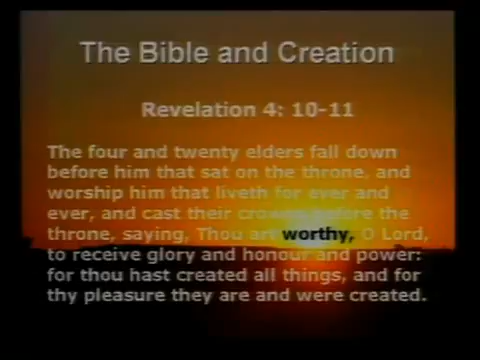 The Bible and Creation
Revelation 4: 10-11
The four and twenty elders fall down
before him that sat on the throne, and
worship him that liveth for ever and
ever, and cast their crowns before the
throne, saying, Thou art worthy, O Lord,
to receive glory and honour and power:
for thou hast created all things, and for
thy pleasure they are and were created.